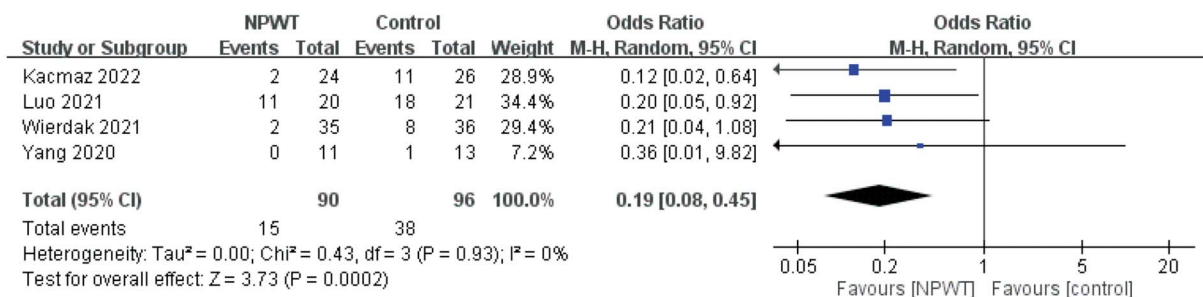 NPWT Control Odds Ratio Odds Ratio
Study or Subgroup Events Total Events Total Weight M-H, Random, 95% CI M-H, Random, 95% CI
Kacmaz 2022 2 24 11 26 28.9% 0.12 [0.02, 0.64]
Luo 2021 11 20 18 21 34.4% 0.20 [0.05, 0.92]
Wierdak 2021 2 35 8 36 29.4% 0.21 [0.04, 1.08]
Yang 2020 0 11 1 13 7.2% 0.36 [0.01, 9.82]
Total (95% CI) 90 96 100.0% 0.19 [0.08, 0.45]
Total events 15 38
Heterogeneity: Tau² = 0.00; Chi² = 0.43, df = 3 (P = 0.93); I² = 0%
Test for overall effect: Z = 3.73 (P = 0.0002)
0.05 0.2 1 5 20
Favours [NPWT] Favours [control]